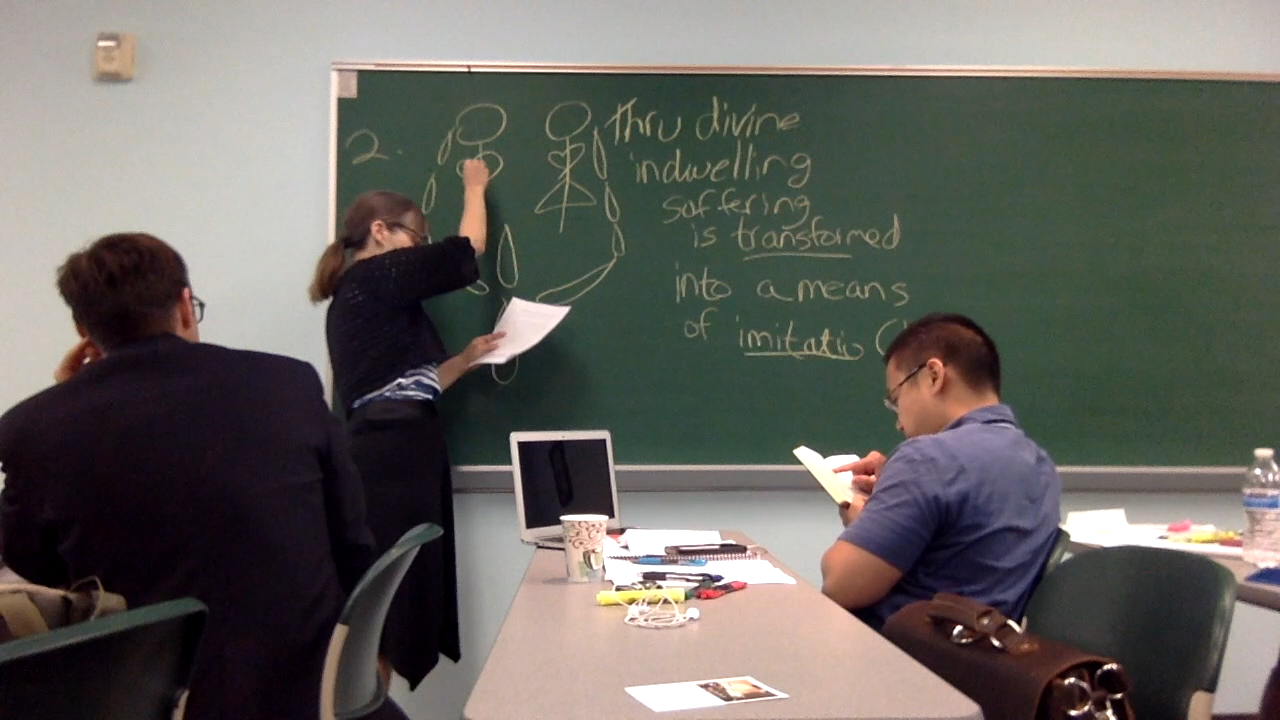 2.
thru divine
indwelling
suffering
is transformed
into a means
of imitatio (